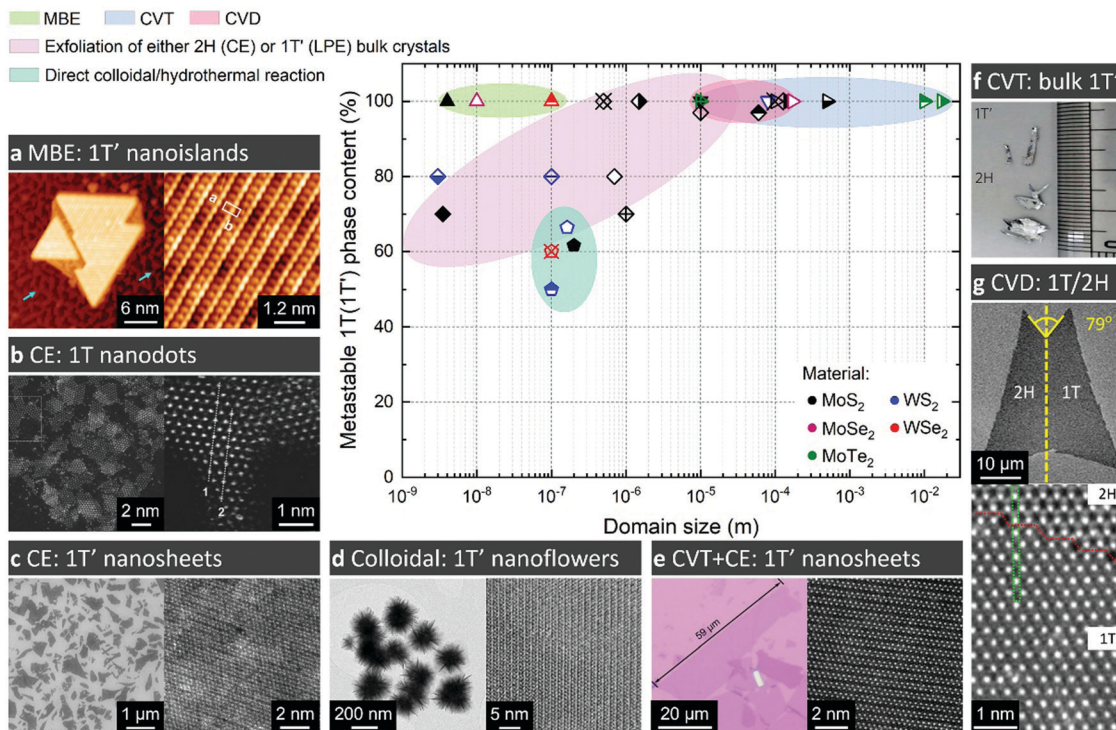 MBE CVT CVD
Exfoliation of either 2H (CE) or 1T' (LPE) bulk crystals
Direct colloidal/hydrothermal reaction
a MBE: 1T' nanoislands
a
b
6 nm
1.2 nm
b CE: 1T nanodots
1
2
2 nm
1 nm
c CE: 1T' nanosheets
1 µm
2 nm
Metastable 1T(1T') phase content (%)
100
80
60
40
20
0
10⁻⁹ 10⁻⁸ 10⁻⁷ 10⁻⁶ 10⁻⁵ 10⁻⁴ 10⁻³ 10⁻² 10⁻¹
Domain size (m)
Material:
MoS₂ WS₂
MoSe₂ WSe₂
MoTe₂
d Colloidal: 1T' nanoflowers
200 nm
5 nm
e CVT+CE: 1T' nanosheets
59 µm
20 µm
2 nm
f CVT: bulk 1T'
1T'
2H
g CVD: 1T/2H
79°
2H
1T
10 µm
2H
1T
1 nm